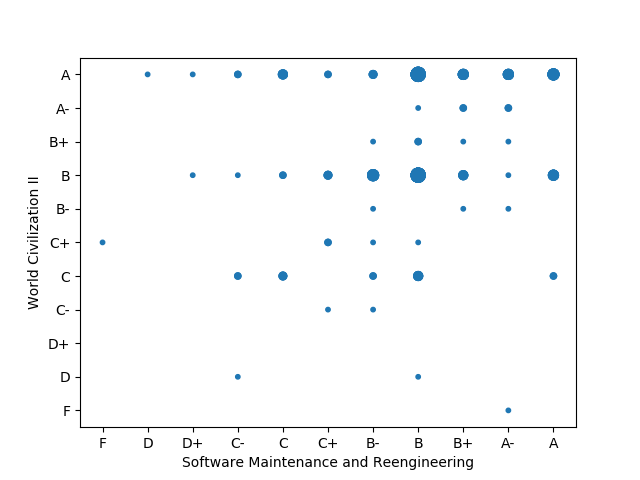 A
A-
B+
B
B-
C+
C
C-
D+
D
F
World Civilization II
F D D+ C- C C+ B- B B+ A- A
Software Maintenance and Reengineering